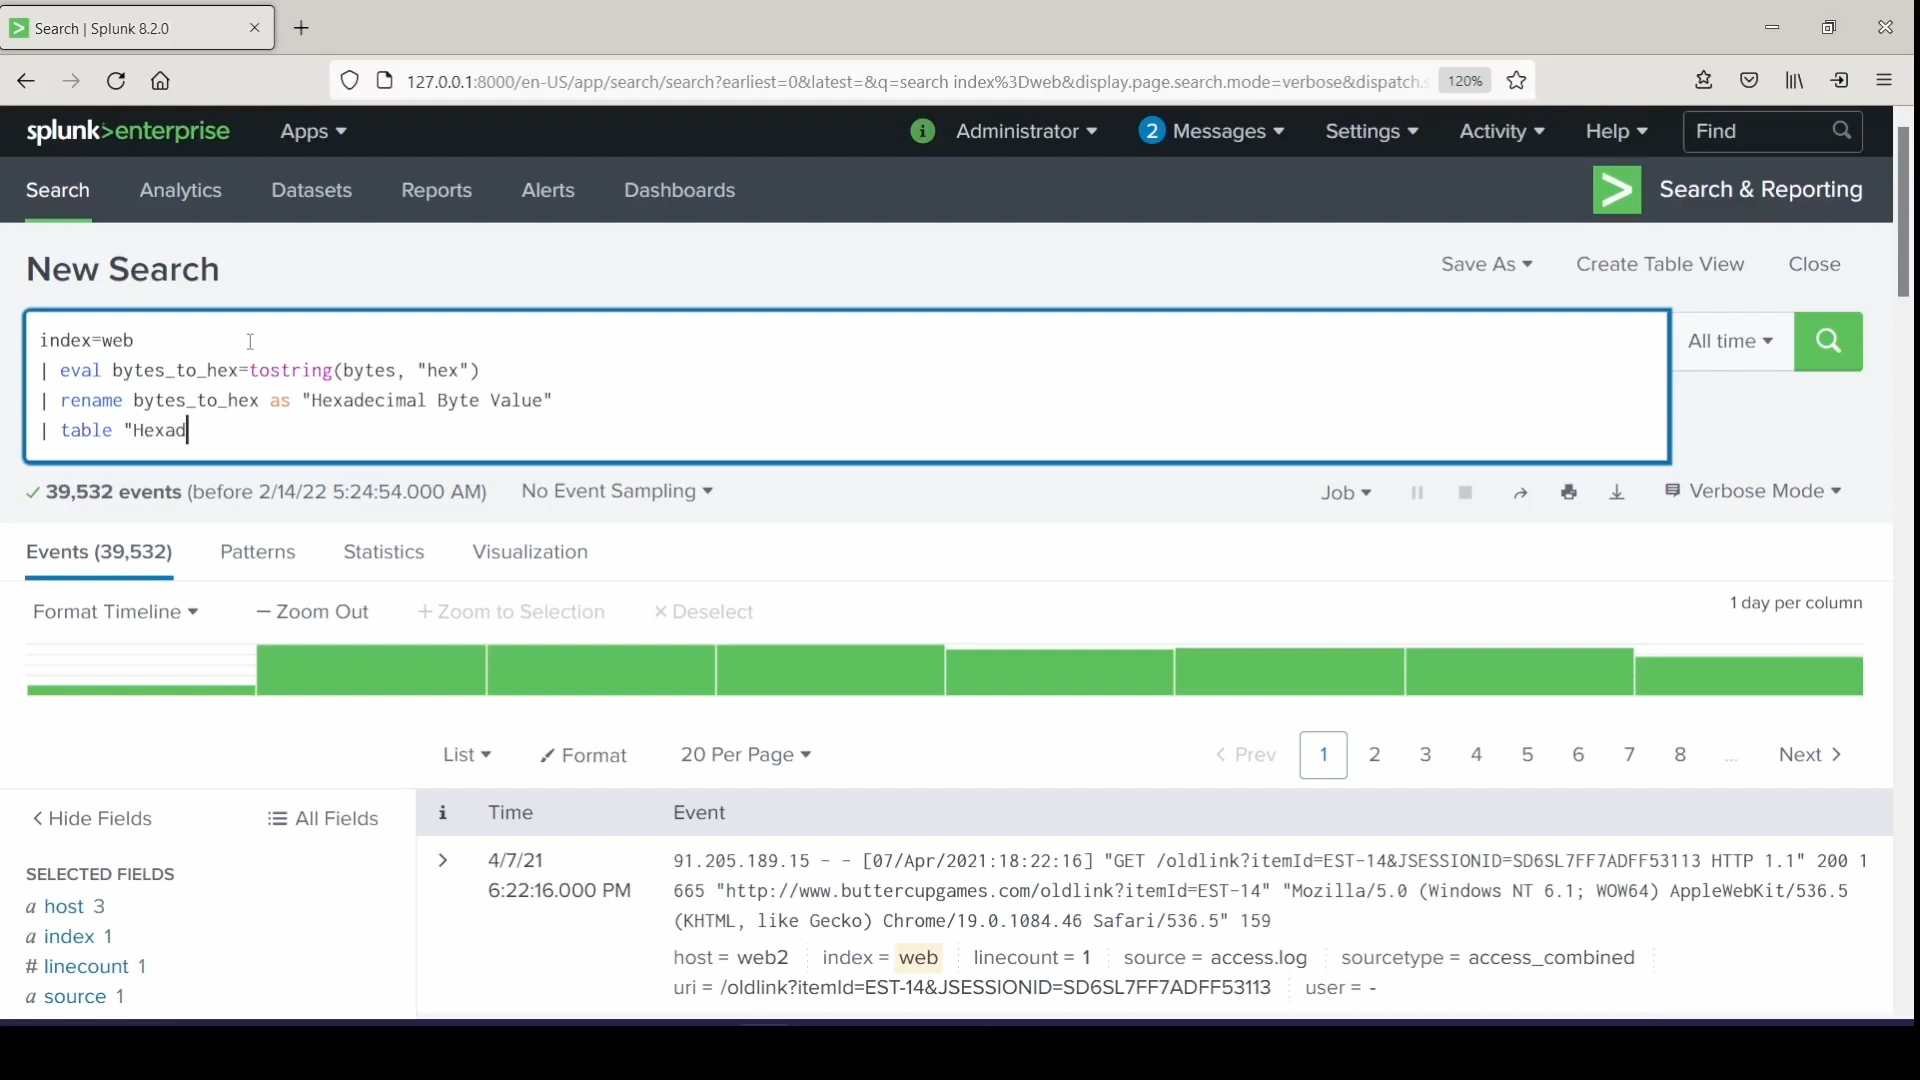 Search | Splunk 8.2.0
127.0.0.1:8000/en-US/app/search/search?earliest=0&latest=&q=search index%3Dweb&display.page.search.mode=verbose&dispatch.s 120%
splunk>enterprise Apps i Administrator 2 Messages Settings Activity Help Find
Search Analytics Datasets Reports Alerts Dashboards > Search & Reporting
New Search Save As Create Table View Close
index=web All time
| eval bytes_to_hex=tostring(bytes, "hex")
| rename bytes_to_hex as "Hexadecimal Byte Value"
| table "Hexad
39,532 events (before 2/14/22 5:24:54.000 AM) No Event Sampling Job Verbose Mode
Events (39,532) Patterns Statistics Visualization
Format Timeline — Zoom Out + Zoom to Selection × Deselect 1 day per column
List Format 20 Per Page < Prev 1 2 3 4 5 6 7 8 ... Next >
< Hide Fields All Fields i Time Event
SELECTED FIELDS
a host 3
a index 1
# linecount 1
a source 1
> 4/7/21
6:22:16.000 PM
91.205.189.15 - - [07/Apr/2021:18:22:16] "GET /oldlink?itemId=EST-14&JSESSIONID=SD6SL7FF7ADFF53113 HTTP 1.1" 200 1
665 "http://www.buttercupgames.com/oldlink?itemId=EST-14" "Mozilla/5.0 (Windows NT 6.1; WOW64) AppleWebKit/536.5
(KHTML, like Gecko) Chrome/19.0.1084.46 Safari/536.5" 159
host = web2 index = web linecount = 1 source = access.log sourcetype = access_combined
uri = /oldlink?itemId=EST-14&JSESSIONID=SD6SL7FF7ADFF53113 user = -